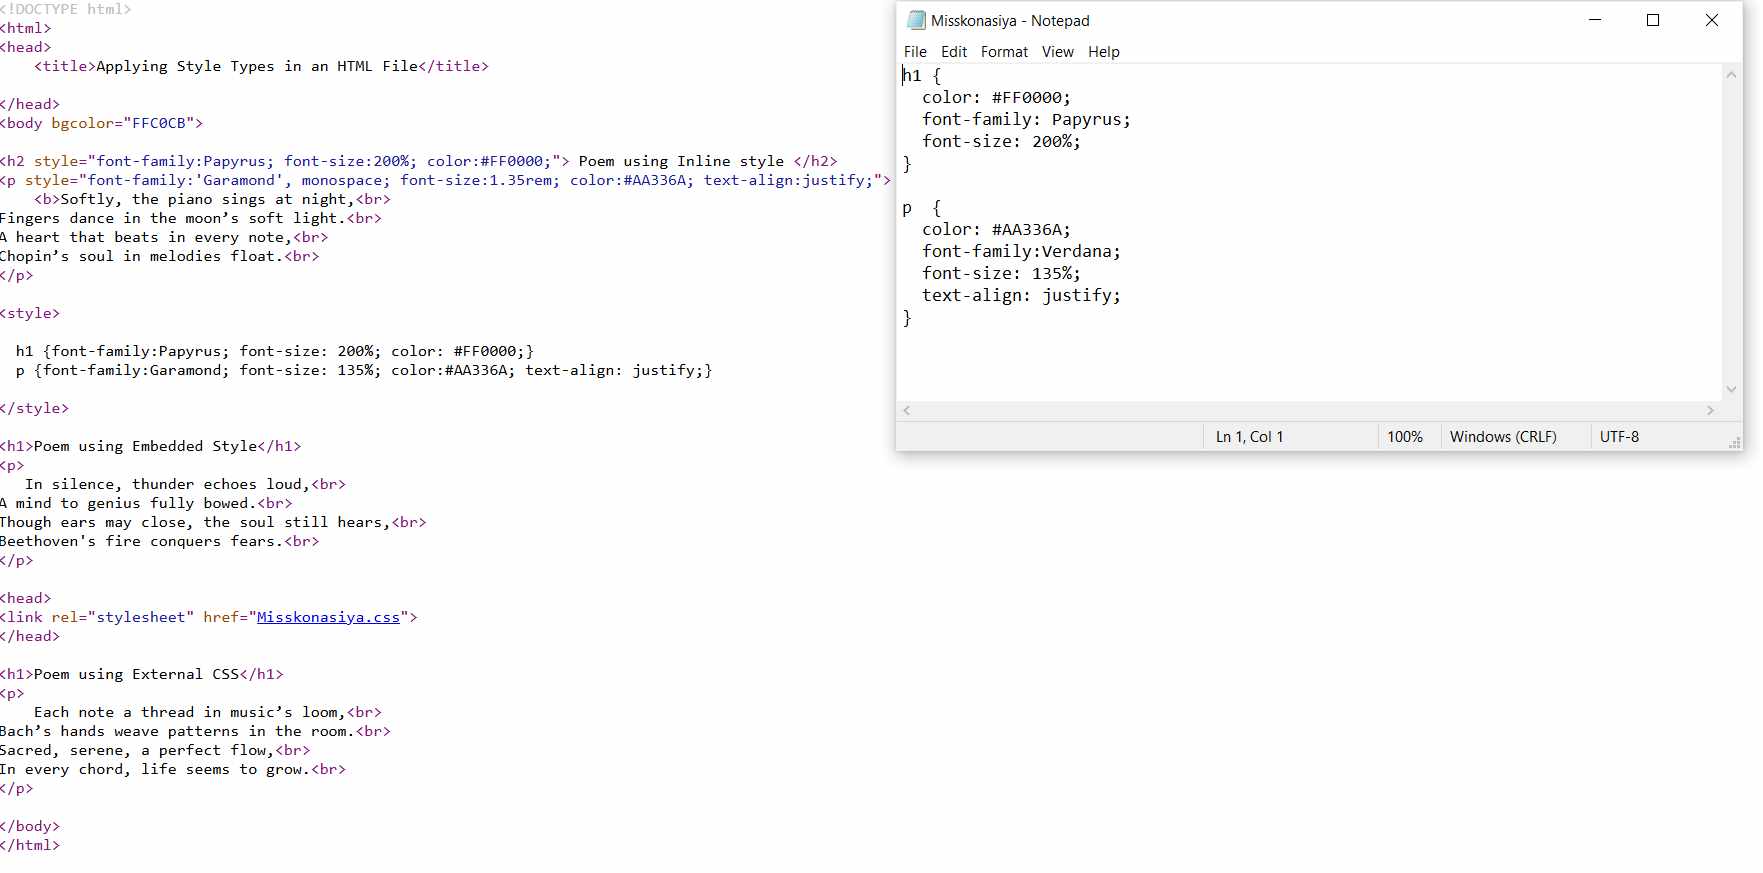 <!DOCTYPE html>
<html>
<head>
    <title>Applying Style Types in an HTML File</title>
</head>
<body bgcolor="FFC0CB">
<h2 style="font-family:Papyrus; font-size:200%; color:#FF0000;"> Poem using Inline style </h2>
<p style="font-family:'Garamond', monospace; font-size:1.35rem; color:#AA336A; text-align:justify;">
    <b>Softly, the piano sings at night,<br>
Fingers dance in the moon’s soft light.<br>
A heart that beats in every note,<br>
Chopin’s soul in melodies float.<br>
</p>
<style>
  h1 {font-family:Papyrus; font-size: 200%; color: #FF0000;}
  p {font-family:Garamond; font-size: 135%; color:#AA336A; text-align: justify;}
</style>
<h1>Poem using Embedded Style</h1>
<p>
   In silence, thunder echoes loud,<br>
A mind to genius fully bowed.<br>
Though ears may close, the soul still hears,<br>
Beethoven's fire conquers fears.<br>
</p>
<head>
<link rel="stylesheet" href="Misskonasiya.css">
</head>
<h1>Poem using External CSS</h1>
<p>
    Each note a thread in music’s loom,<br>
Bach’s hands weave patterns in the room.<br>
Sacred, serene, a perfect flow,<br>
In every chord, life seems to grow.<br>
</p>
</body>
</html>
Misskonasiya - Notepad
File Edit Format View Help
h1 {
  color: #FF0000;
  font-family: Papyrus;
  font-size: 200%;
}
p  {
  color: #AA336A;
  font-family:Verdana;
  font-size: 135%;
  text-align: justify;
}
Ln 1, Col 1 100% Windows (CRLF) UTF-8